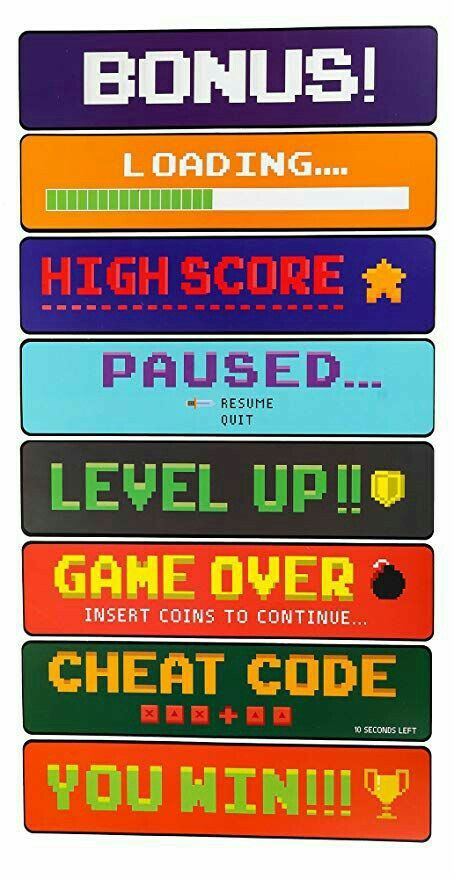 BONUS!
LOADING....
HIGH SCORE
PAUSED...
RESUME
QUIT
LEVEL UP!!
GAME OVER
INSERT COINS TO CONTINUE...
CHEAT CODE
10 SECONDS LEFT
YOU WIN!!!